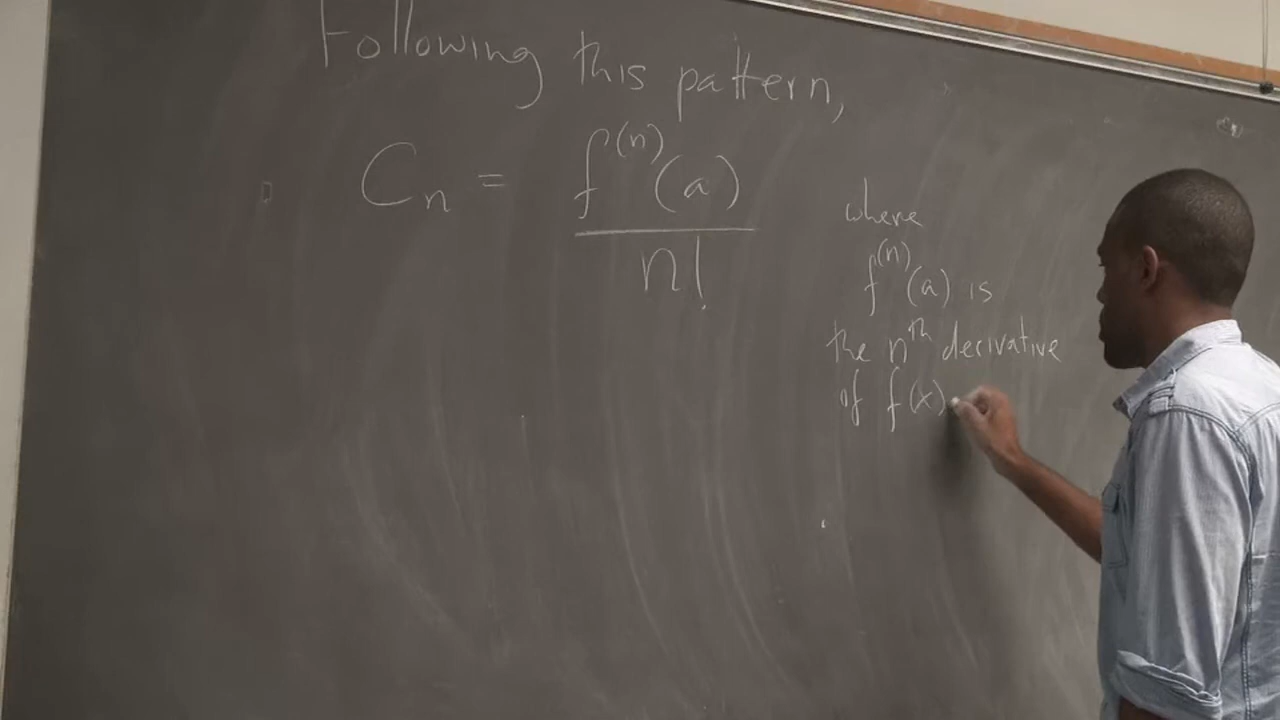 Following this pattern,
Cn = f^(n)(a)
n!
where
f^(n)(a) is
the n^th derivative
of f(x)